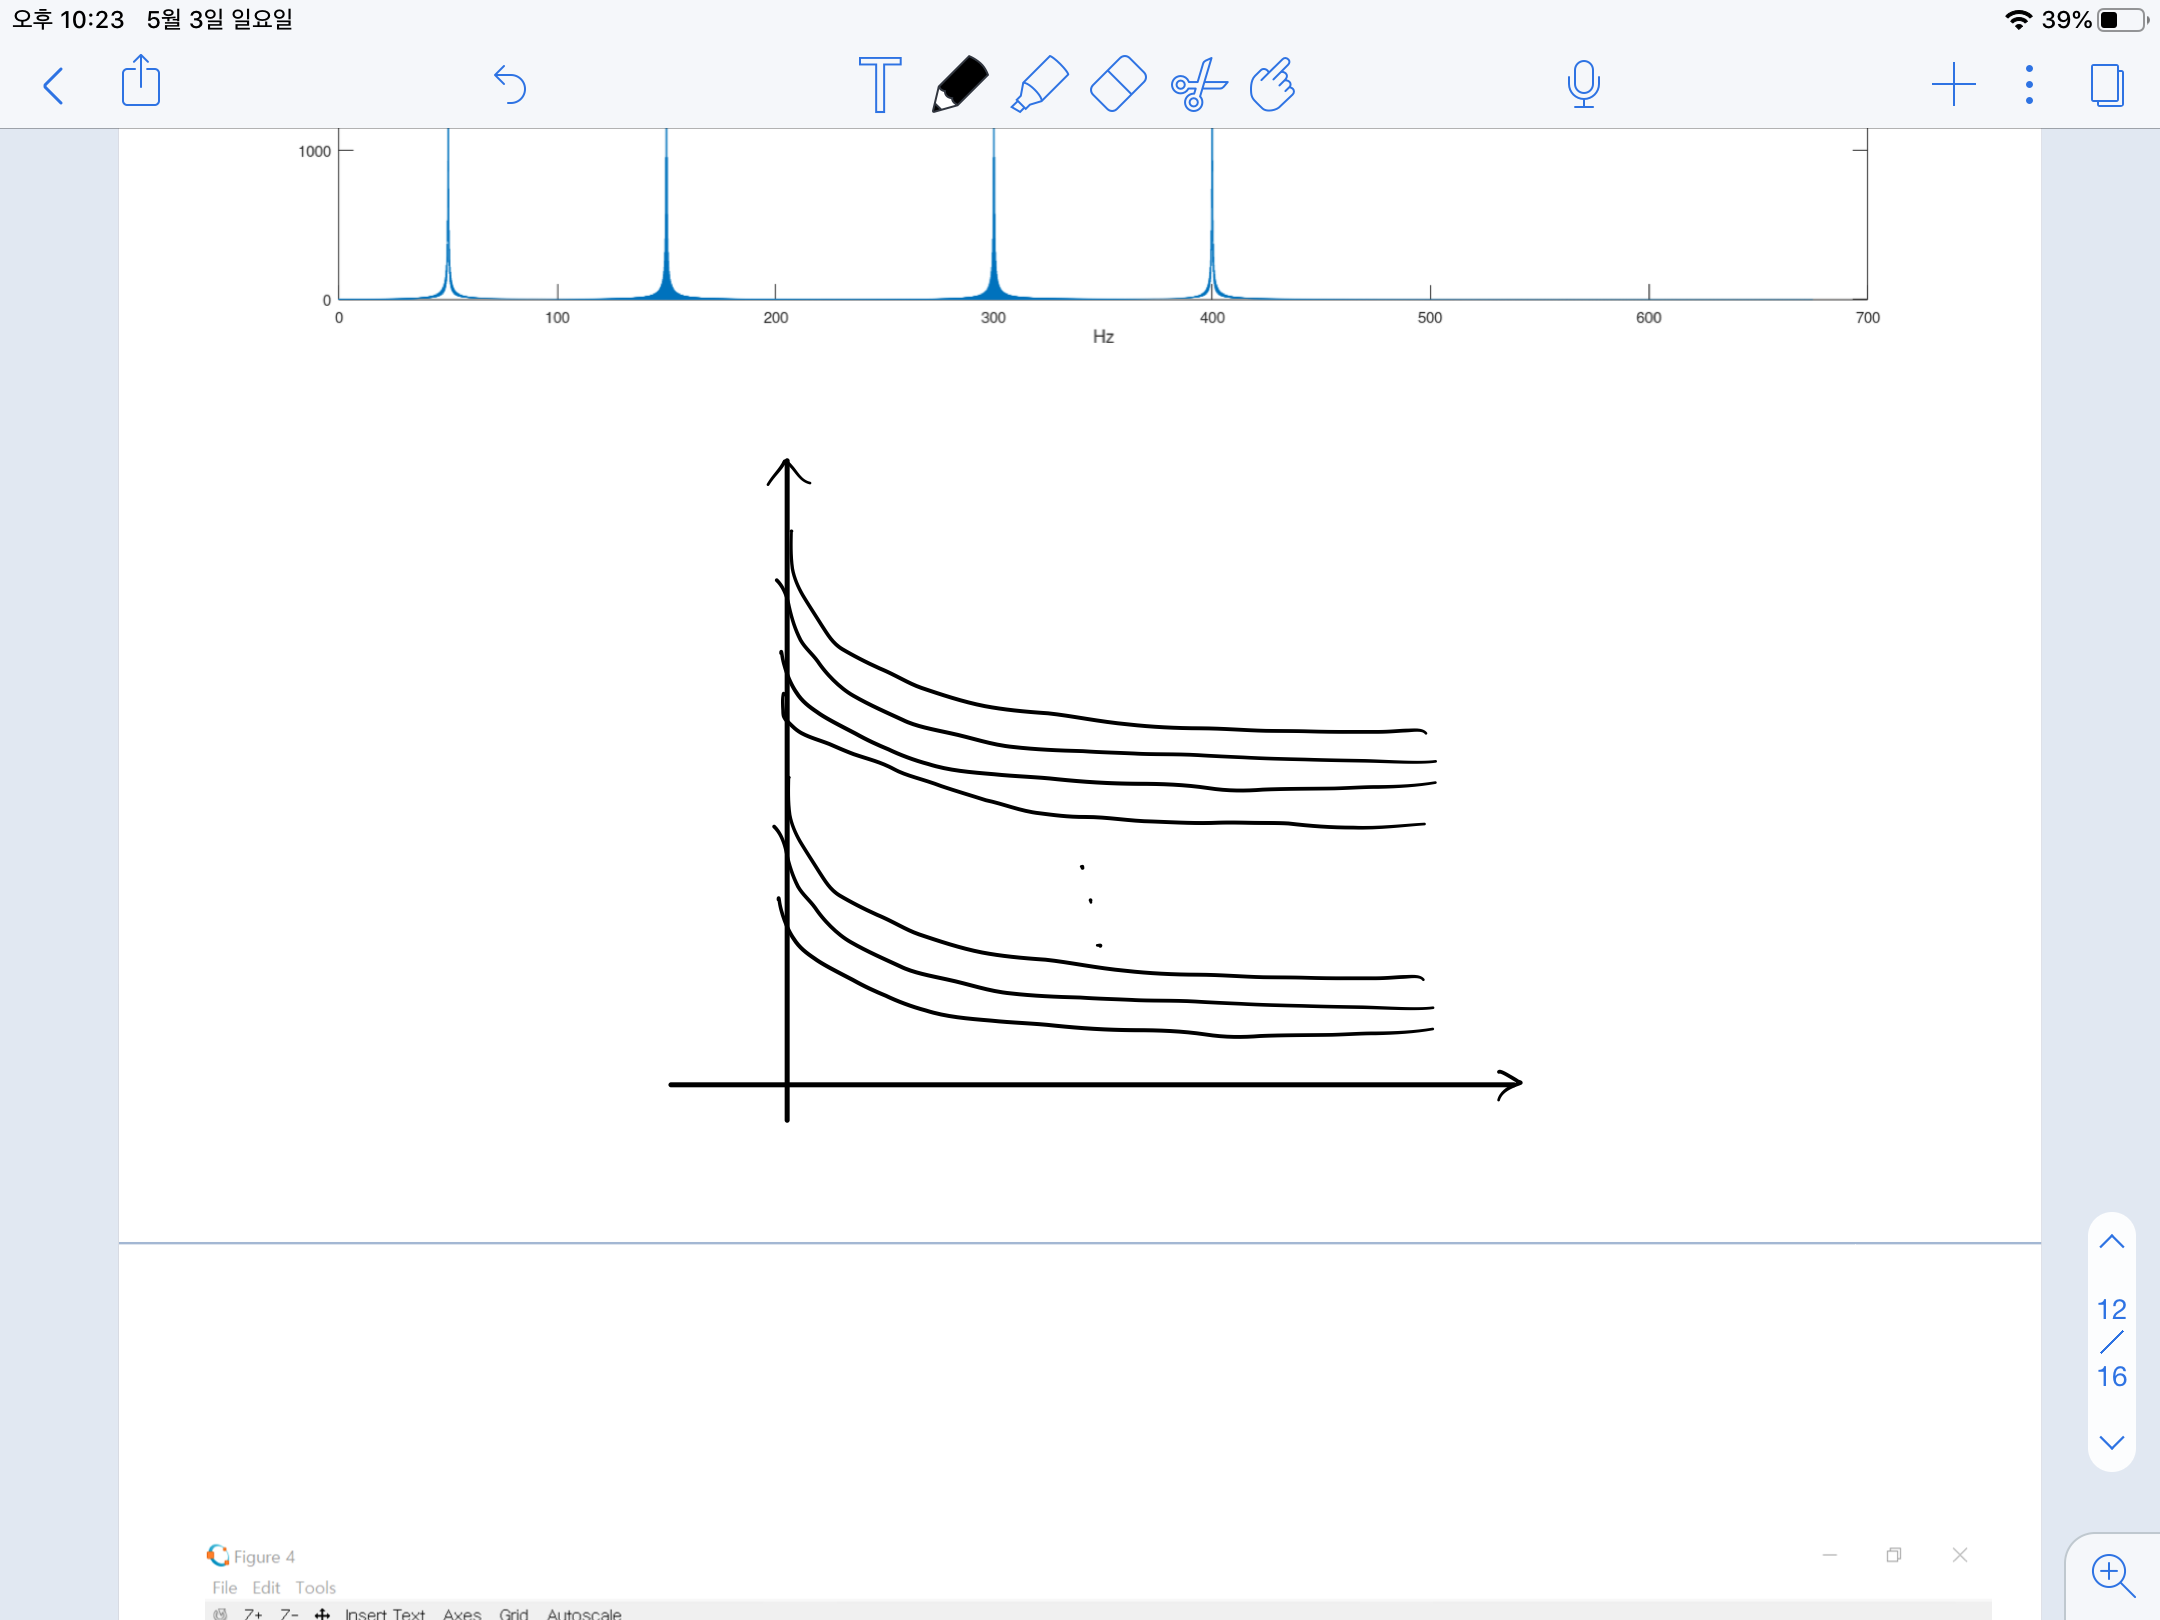 오후 10:23 5월 3일 일요일
39%
T
1000
0
0 100 200 300 400 500 600 700
Hz
12
/
16
Figure 4
File Edit Tools
Z+ Z- Insert Text Axes Grid Autoscale